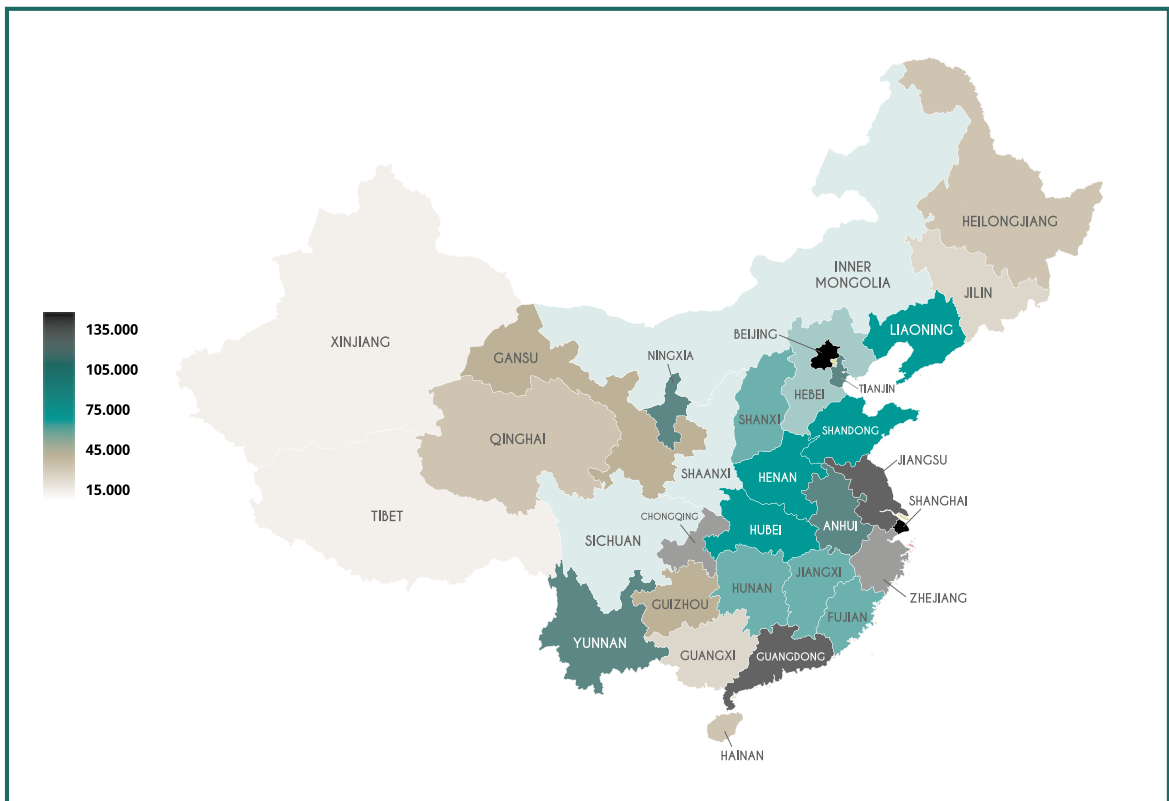 HEILONGJIANG
INNER
MONGOLIA
JILIN
135.000
105.000
75.000
45.000
15.000
XINJIANG
GANSU
NINGXIA
BEIJING
LIAONING
TIANJIN
HEBEI
SHANXI
SHANDONG
QINGHAI
JIANGSU
SHAANXI
HENAN
SHANGHAI
TIBET
CHONGQING
SICHUAN
HUBEI
ANHUI
HUNAN
JIANGXI
ZHEJIANG
GUIZHOU
FUJIAN
YUNNAN
GUANGXI
GUANGDONG
HAINAN